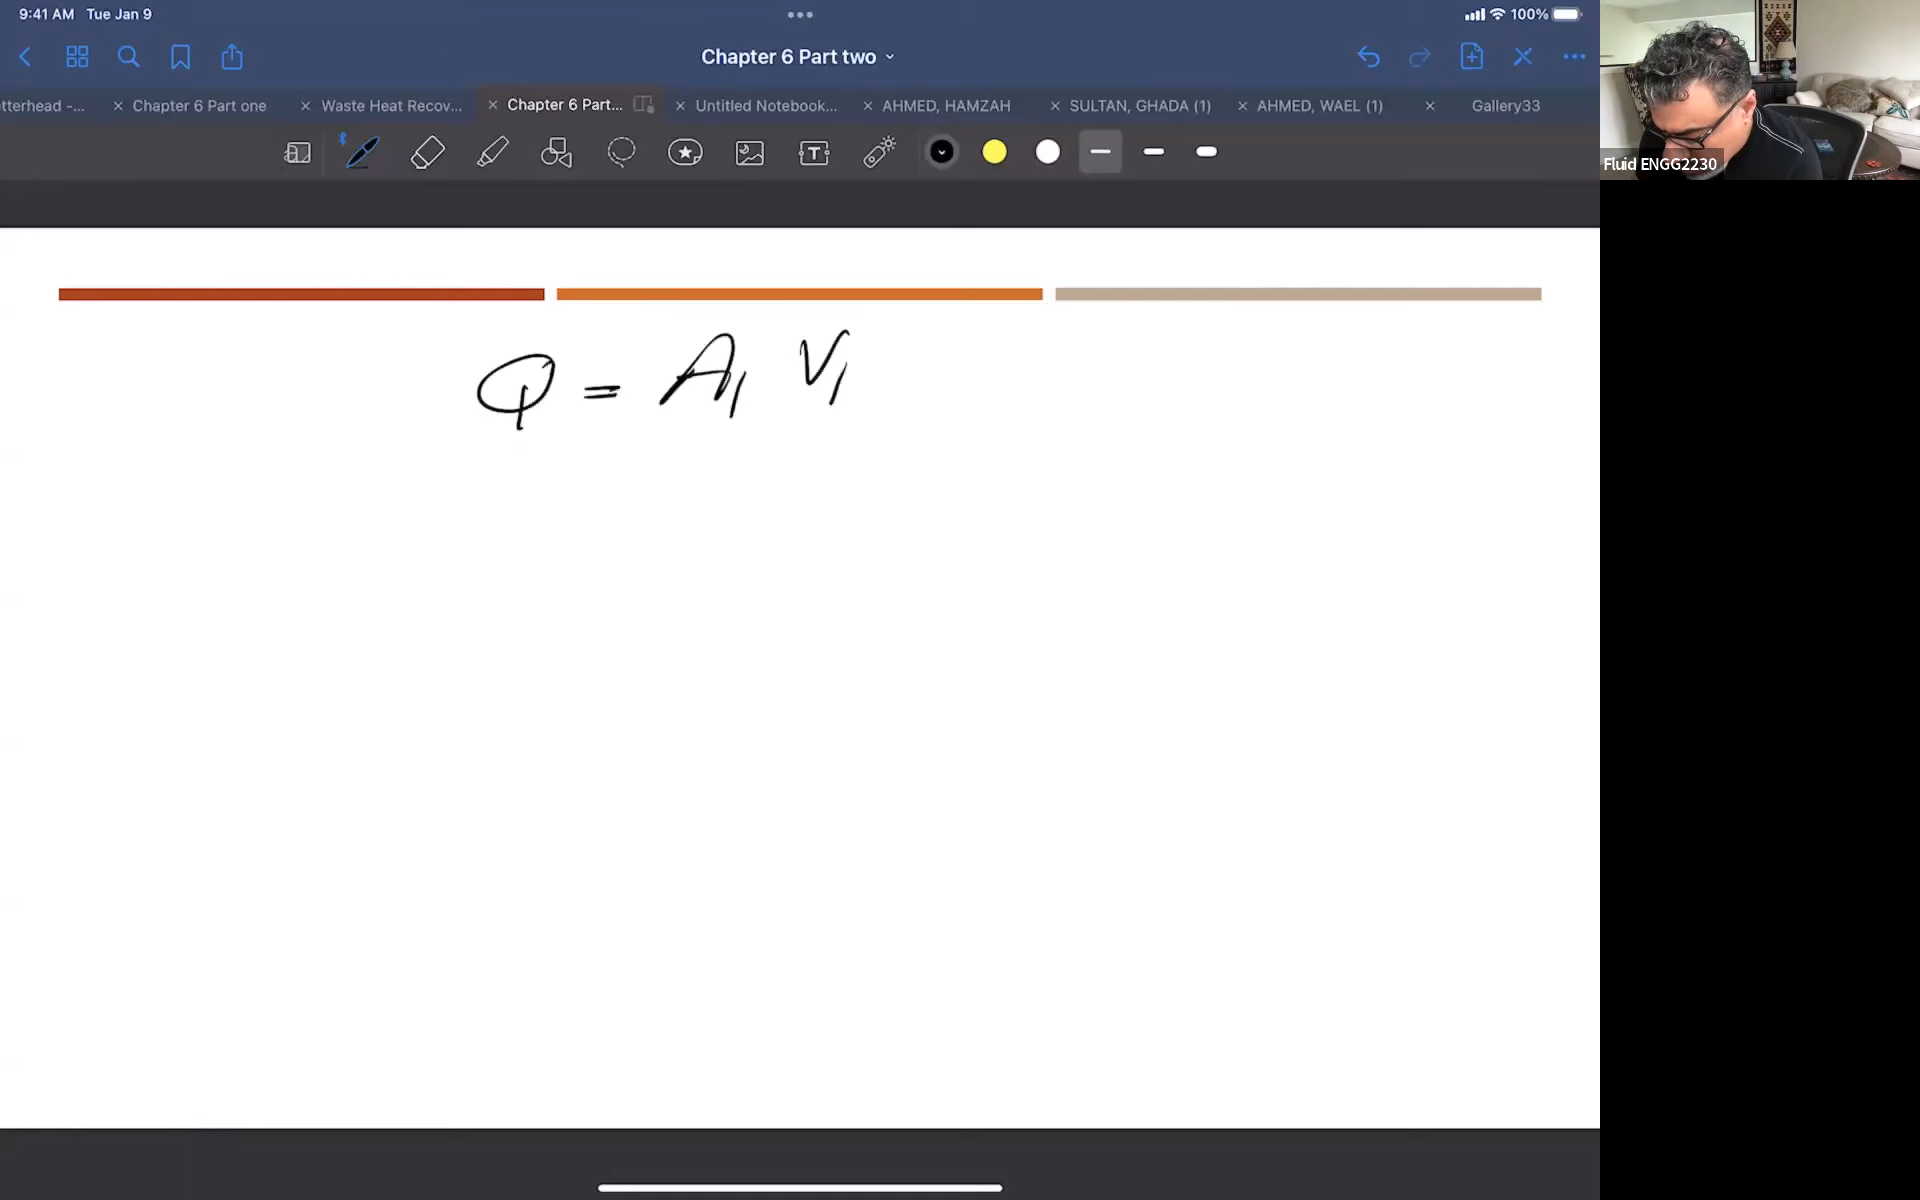 9:41 AM Tue Jan 9
100%
Chapter 6 Part two
tterhead -...
Chapter 6 Part one
Waste Heat Recov...
Chapter 6 Part...
Untitled Notebook...
AHMED, HAMZAH
SULTAN, GHADA (1)
AHMED, WAEL (1)
Gallery33
T
Fluid ENGG2230
Q = A₁ V₁